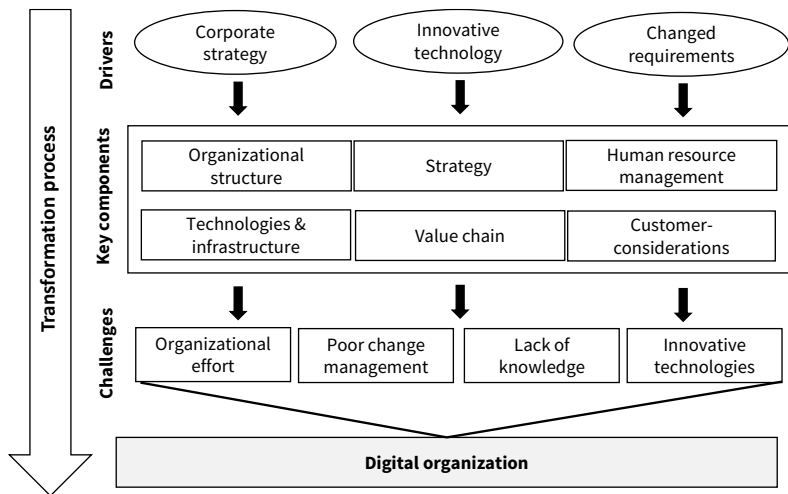 Transformation process
Drivers
Corporate
strategy
Innovative
technology
Changed
requirements
Key components
Organizational
structure
Strategy
Human resource
management
Technologies &
infrastructure
Value chain
Customer-
considerations
Challenges
Organizational
effort
Poor change
management
Lack of
knowledge
Innovative
technologies
Digital organization